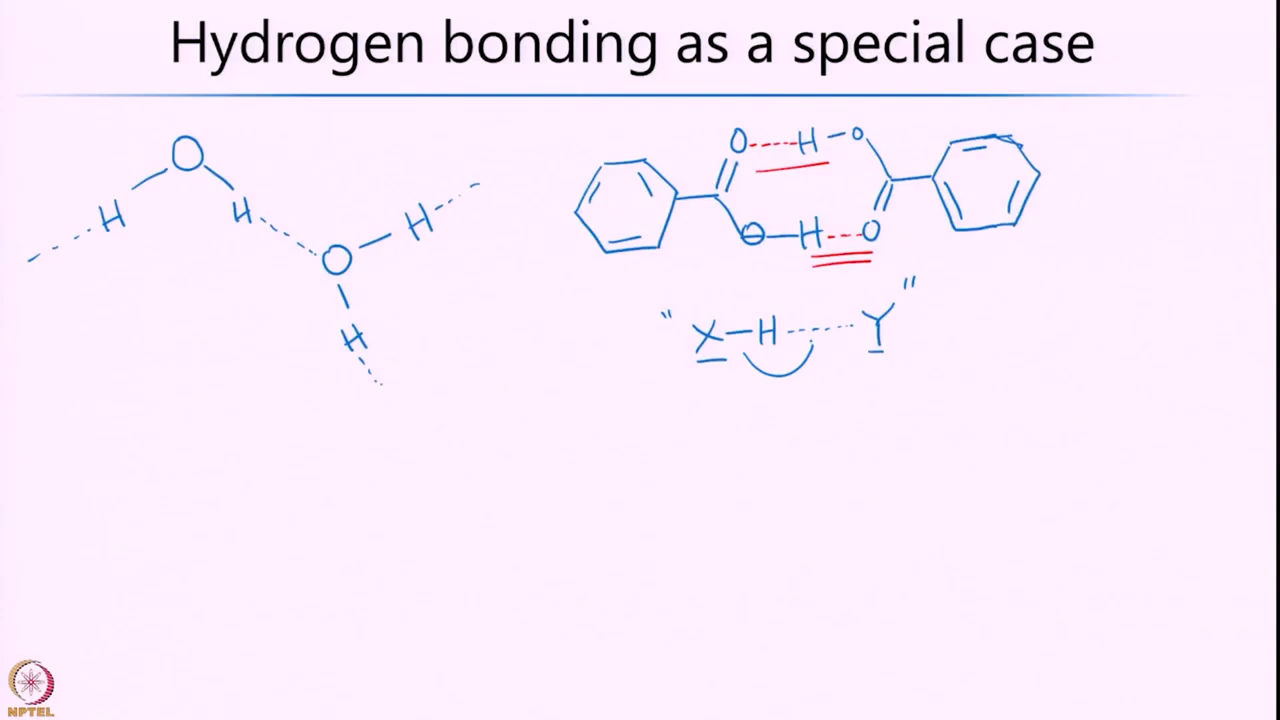 Hydrogen bonding as a special case
O
H
H
O
H
H
O H - O
O - H O
" X - H ------ Y "
NPTEL